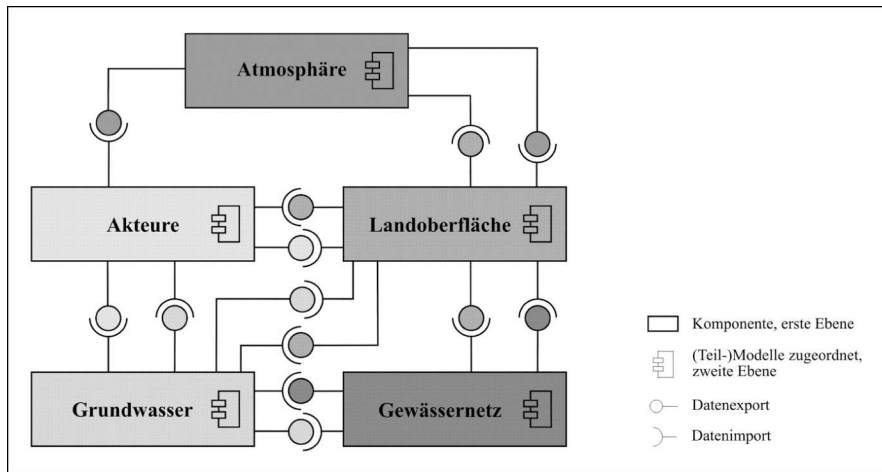 Atmosphäre
Akteure
Landoberfläche
Grundwasser
Gewässernetz
Komponente, erste Ebene
(Teil-)Modelle zugeordnet,
zweite Ebene
Datenexport
Datenimport